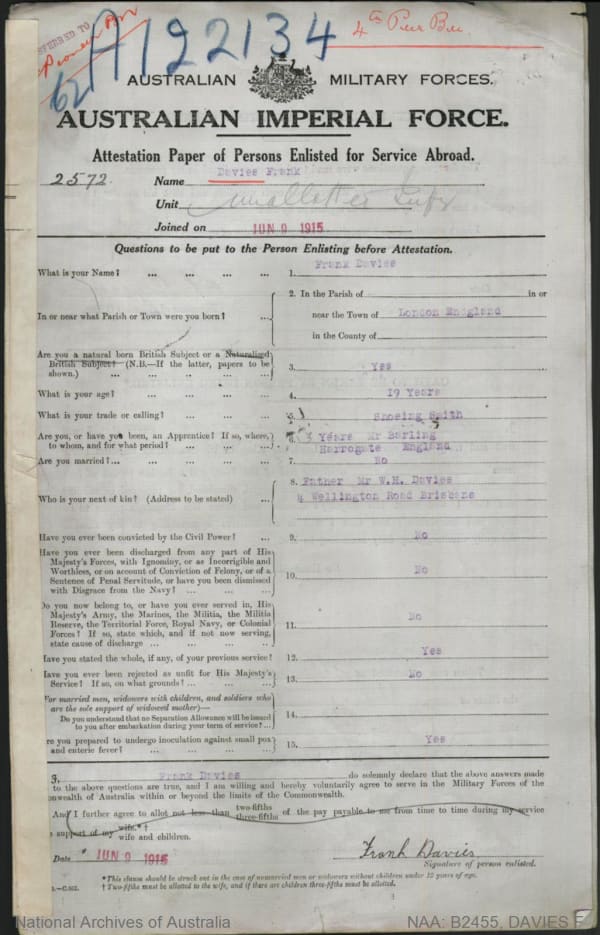 A122134
4th Pnr Bn.
62
AUSTRALIAN MILITARY FORCES.
AUSTRALIAN IMPERIAL FORCE.
Attestation Paper of Persons Enlisted for Service Abroad.
2572. Name Davies Frank
Unit Unallotted Infy
Joined on JUN 9 1915
Questions to be put to the Person Enlisting before Attestation.
What is your Name? ... ... ... ... 1. Frank Davies
2. In the Parish of in or
In or near what Parish or Town were you born? ... near the Town of London England
in the County of
Are you a natural born British Subject or a Naturalized
British Subject? (N.B.—If the latter, papers to be
shown.) ... ... ... ... 3. Yes
What is your age? ... ... ... ... 4. 19 Years
What is your trade or calling? ... ... ... 5. Shoeing Smith
Are you, or have you been, an Apprentice? If so, where,
to whom, and for what period? ... ... ... 6. Years Mr Burling
Harrogate England
Are you married?... ... ... ... ... 7. No
8. Father Mr W.H. Davies
Who is your next of kin? (Address to be stated) ... 4 Wellington Road Brisbane
Have you ever been convicted by the Civil Power? ... 9. No
Have you ever been discharged from any part of His
Majesty's Forces, with Ignominy, or as Incorrigible and
Worthless, or on account of Conviction of Felony, or of a
Sentence of Penal Servitude, or have you been dismissed
with Disgrace from the Navy? ... ... ... 10. No
Do you now belong to, or have you ever served in, His
Majesty's Army, the Marines, the Militia, the Militia
Reserve, the Territorial Force, Royal Navy, or Colonial
Forces? If so, state which, and if not now serving,
state cause of discharge ... ... ... ... 11. No
Have you stated the whole, if any, of your previous service? 12. Yes
Have you ever been rejected as unfit for His Majesty's
Service? If so, on what grounds? ... ... ... 13. No
(For married men, widowers with children, and soldiers who
are the sole support of widowed mother)—
Do you understand that no Separation Allowance will be issued
to you after embarkation during your term of service?... 14.
Are you prepared to undergo inoculation against small pox
and enteric fever? ... ... ... ... 15. Yes
I, Frank Davies do solemnly declare that the above answers made
to the above questions are true, and I am willing and hereby voluntarily agree to serve in the Military Forces of the
Commonwealth of Australia within or beyond the limits of the Commonwealth.
And I further agree to allot not less than two-fifths three-fifths of the pay payable to me from time to time during my service
in support of my wife.*† wife and children.
Date JUN 9 1915 Frank Davies
Signature of person enlisted.
*This clause should be struck out in the case of unmarried men or widowers without children under 18 years of age.
† Two-fifths must be allotted to the wife, and if there are children three-fifths must be allotted.
National Archives of Australia NAA: B2455, DAVIES F